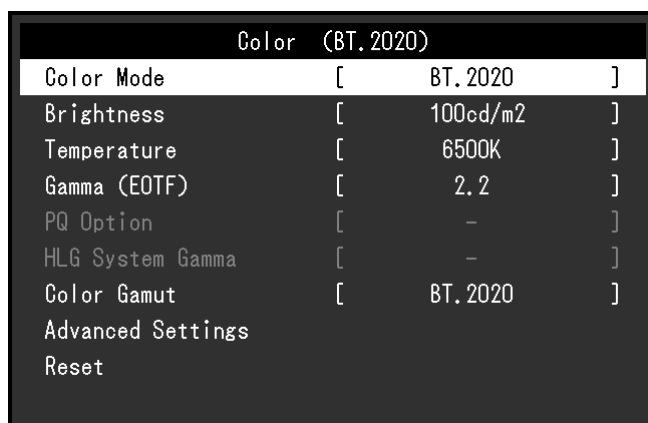 Color (BT.2020)
Color Mode [ BT.2020 ]
Brightness [ 100cd/m2 ]
Temperature [ 6500K ]
Gamma (EOTF) [ 2.2 ]
PQ Option [ - ]
HLG System Gamma [ - ]
Color Gamut [ BT.2020 ]
Advanced Settings
Reset